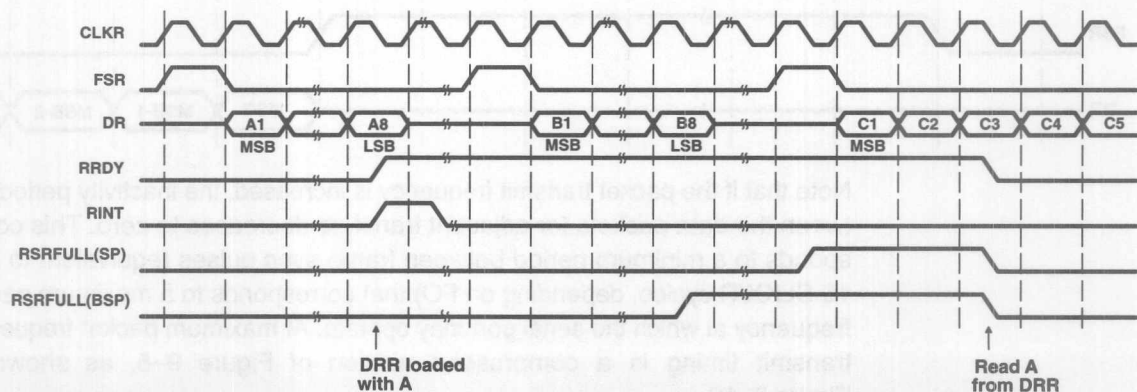 CLKR
FSR
DR A1 A8 B1 B8 C1 C2 C3 C4 C5
MSB LSB MSB LSB MSB
RRDY
RINT
RSRFULL(SP)
RSRFULL(BSP)
DRR loaded
with A
Read A
from DRR